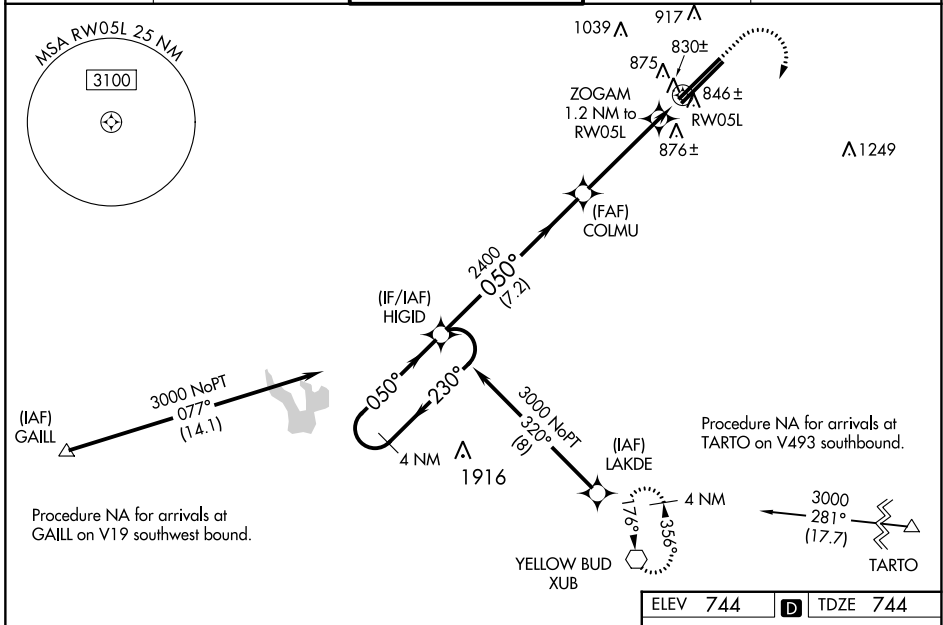 MSA RW05L 25 NM
3100
1039
917
830±
875
846±
ZOGAM
1.2 NM to
RW05L
RW05L
876±
1249
(FAF)
COLMU
2400
050°
(7.2)
(IF/IAF)
HIGID
050°
230°
4 NM
3000 NoPT
077°
(14.1)
(IAF)
GAILL
1916
3000 NoPT
320°
(8)
(IAF)
LAKDE
Procedure NA for arrivals at
TARTO on V493 southbound.
Procedure NA for arrivals at
GAILL on V19 southwest bound.
4 NM
176°
356°
YELLOW BUD
XUB
3000
281°
(17.7)
TARTO
ELEV 744 D TDZE 744